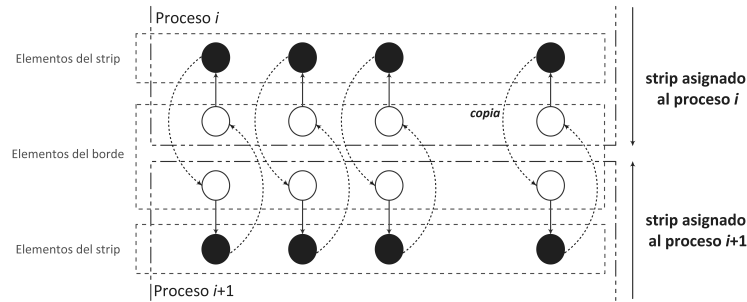 Proceso i
Elementos del strip
strip asignado
al proceso i
copia
Elementos del borde
strip asignado
al proceso i+1
Elementos del strip
Proceso i+1